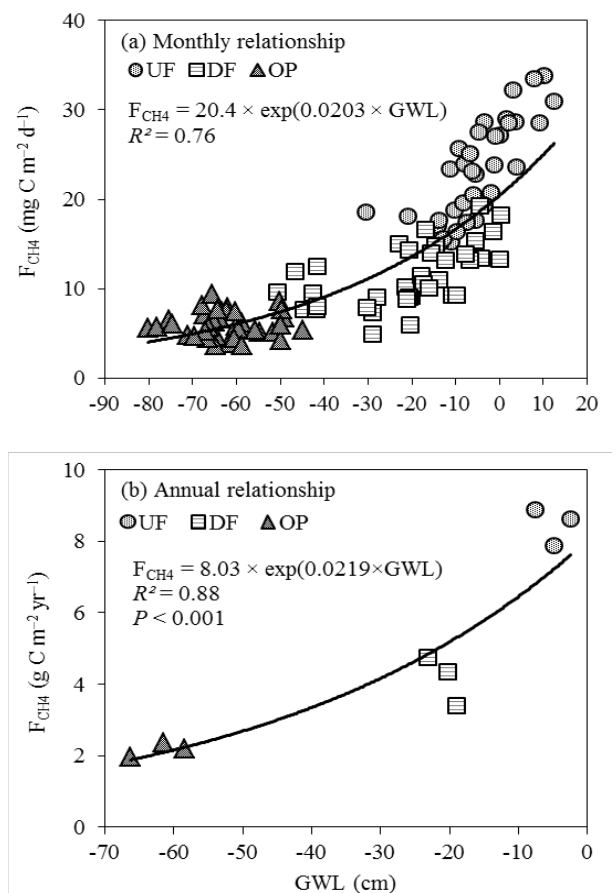 (a) Monthly relationship
UF DF OP
F_CH4 = 20.4 × exp(0.0203 × GWL)
R² = 0.76
F_CH4 (mg C m⁻² d⁻¹)
40
30
20
10
0
-90 -80 -70 -60 -50 -40 -30 -20 -10 0 10 20
(b) Annual relationship
UF DF OP
F_CH4 = 8.03 × exp(0.0219×GWL)
R² = 0.88
P < 0.001
F_CH4 (g C m⁻² yr⁻¹)
10
8
6
4
2
0
-70 -60 -50 -40 -30 -20 -10 0
GWL (cm)